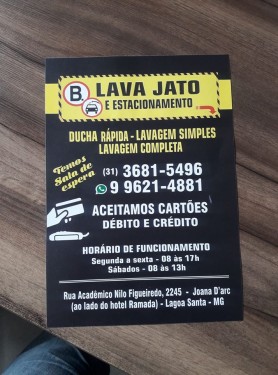 B. LAVA JATO
E ESTACIONAMENTO
DUCHA RÁPIDA - LAVAGEM SIMPLES
LAVAGEM COMPLETA
Temos
Sala de
espera
(31) 3681-5496
9 9621-4881
ACEITAMOS CARTÕES
DÉBITO E CRÉDITO
HORÁRIO DE FUNCIONAMENTO
Segunda a sexta - 08 às 17h
Sábados - 08 às 13h
Rua Acadêmico Nilo Figueiredo, 2245 - Joana D'arc
(ao lado do hotel Ramada) - Lagoa Santa - MG